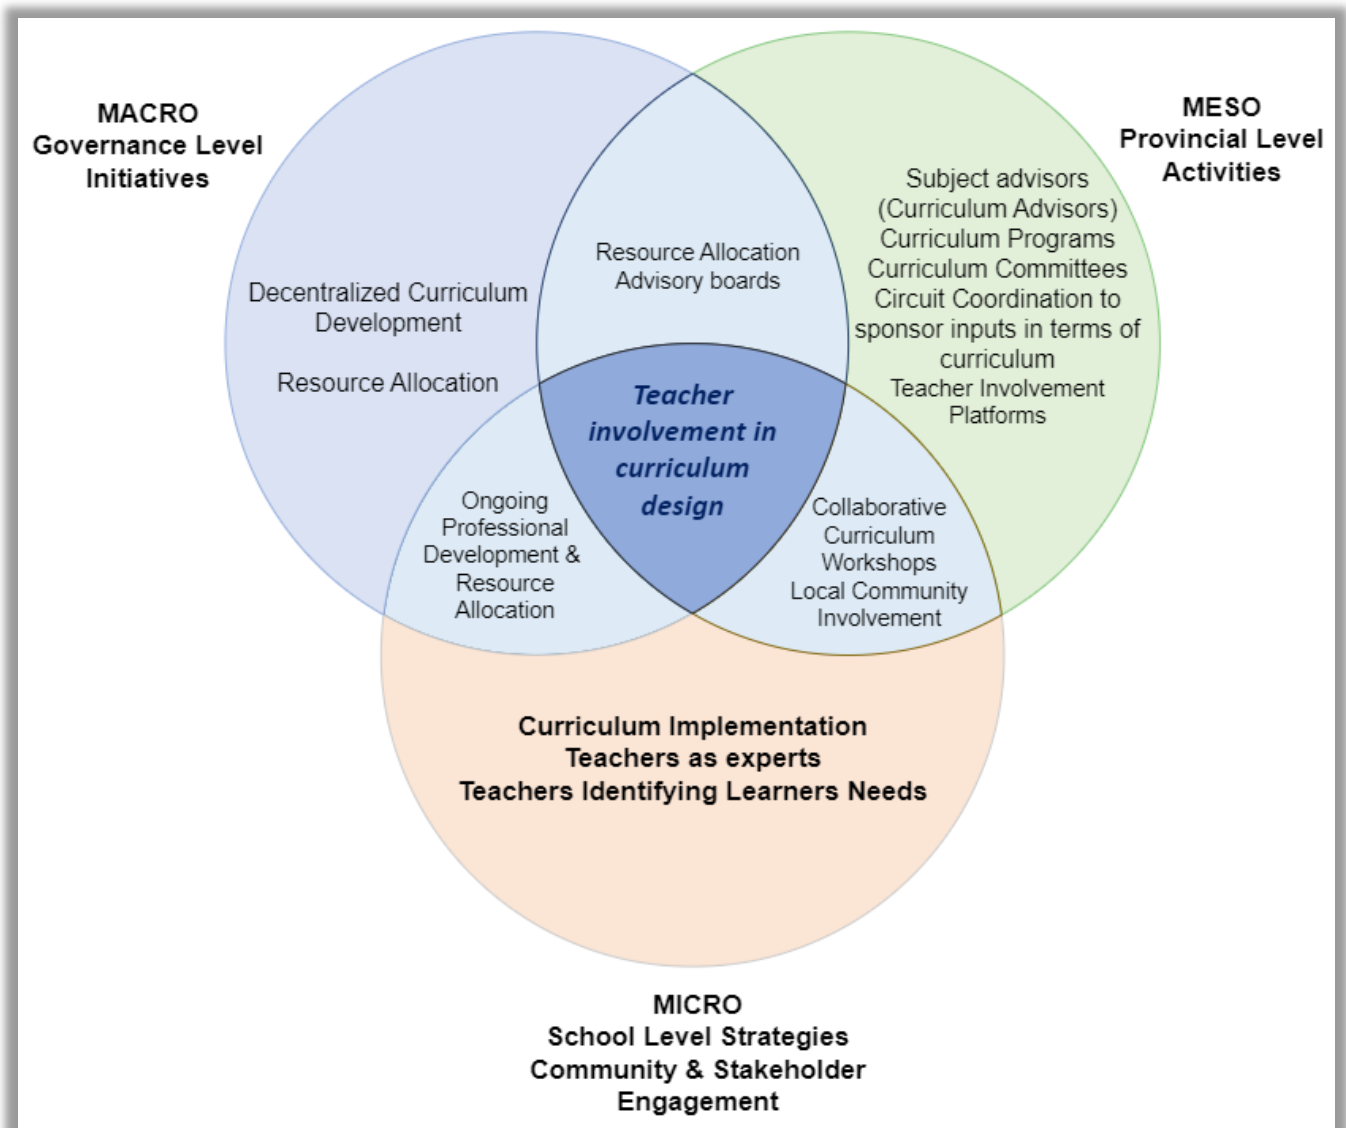 MACRO
Governance Level
Initiatives
MESO
Provincial Level
Activities
Subject advisors
(Curriculum Advisors)
Curriculum Programs
Curriculum Committees
Circuit Coordination to
sponsor inputs in terms of
curriculum
Teacher Involvement
Platforms
Resource Allocation
Advisory boards
Decentralized Curriculum
Development
Resource Allocation
Teacher
involvement in
curriculum
design
Ongoing
Professional
Development &
Resource
Allocation
Collaborative
Curriculum
Workshops
Local Community
Involvement
Curriculum Implementation
Teachers as experts
Teachers Identifying Learners Needs
MICRO
School Level Strategies
Community & Stakeholder
Engagement